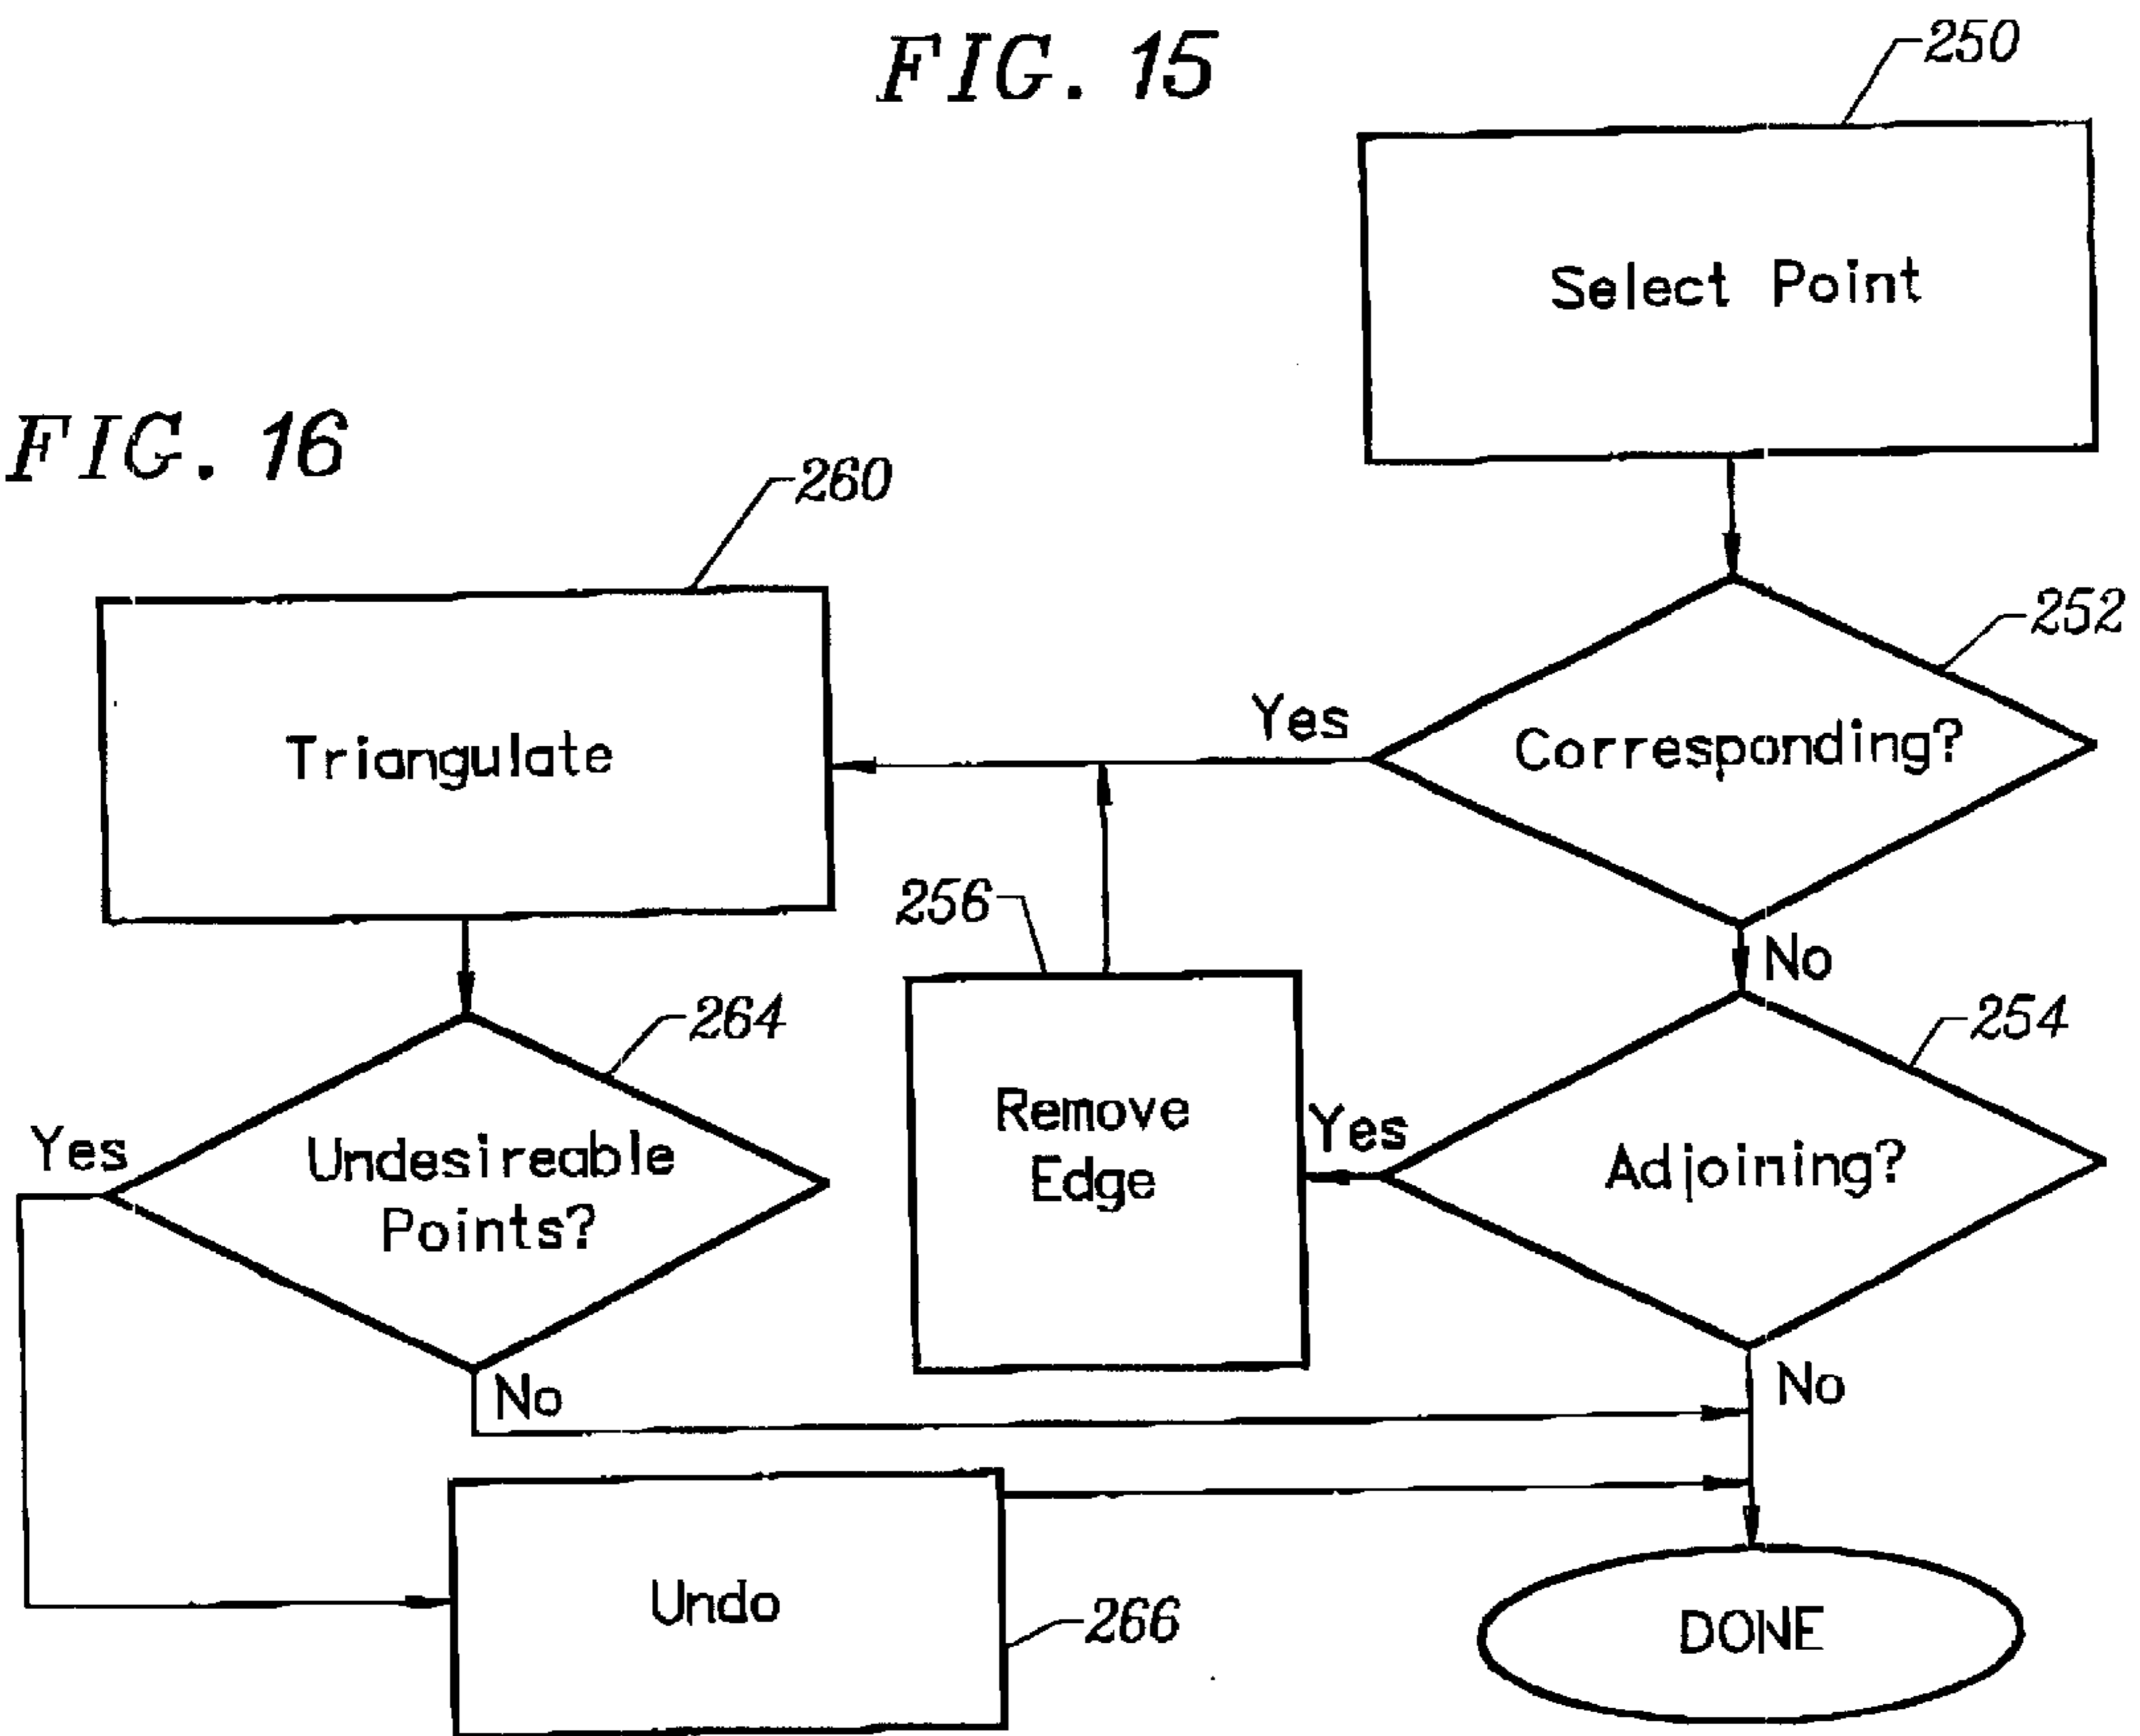 FIG. 15
250
Select Point
FIG. 16
260
252
Triangulate
Yes
Corresponding?
256
No
264
254
Yes
Undesireable
Points?
Remove
Edge
Yes
Adjoining?
No
No
Undo
266
DONE